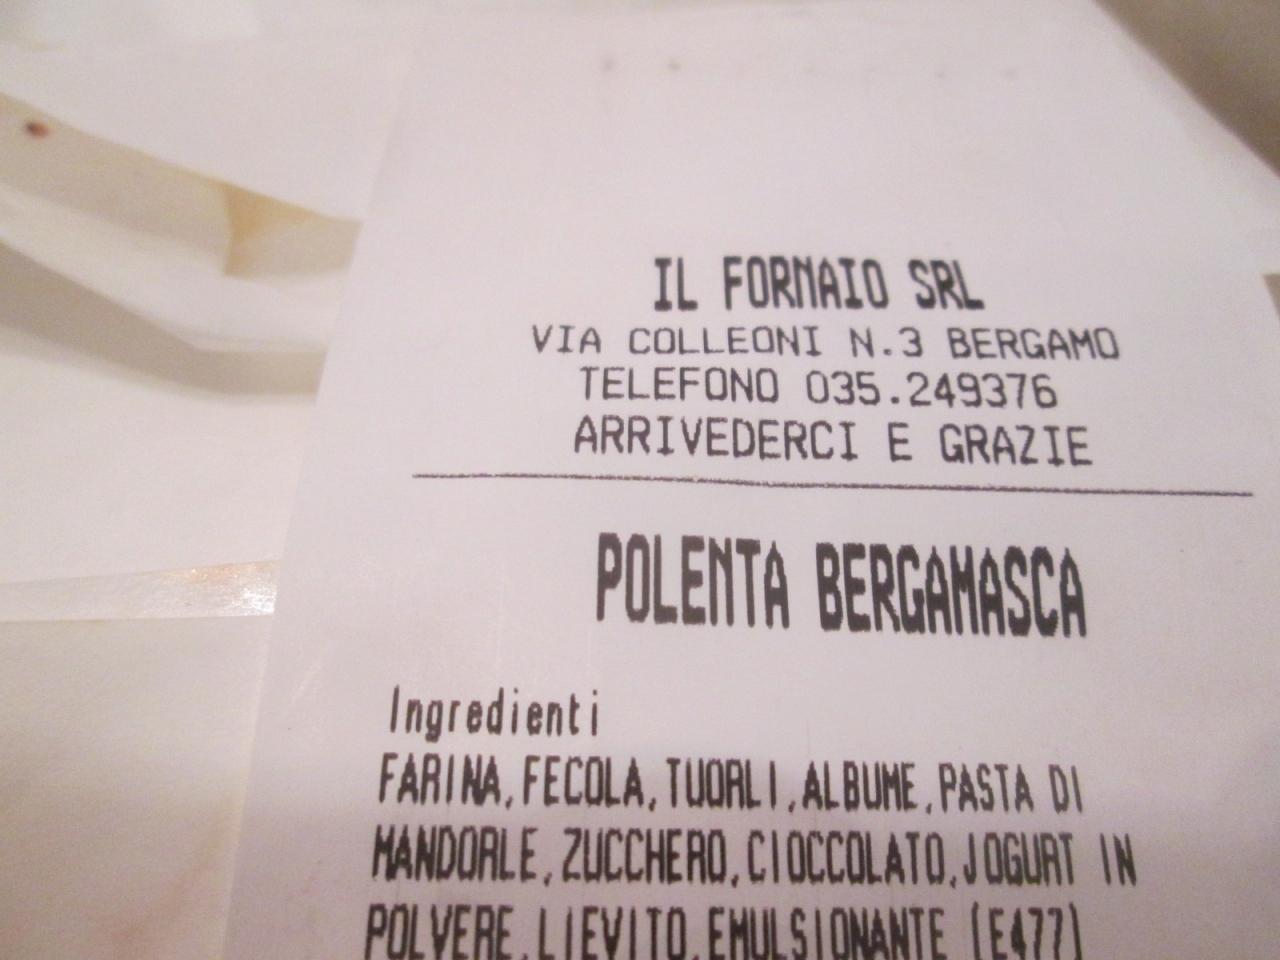 IL FORNAIO SRL
VIA COLLEONI N.3 BERGAMO
TELEFONO 035.249376
ARRIVEDERCI E GRAZIE
POLENTA BERGAMASCA
Ingredienti
FARINA,FECOLA,TUORLI,ALBUME,PASTA DI
MANDORLE,ZUCCHERO,CIOCCOLATO,JOGURT IN
POLVERE,LIEVITO,EMULSIONANTE (E477)